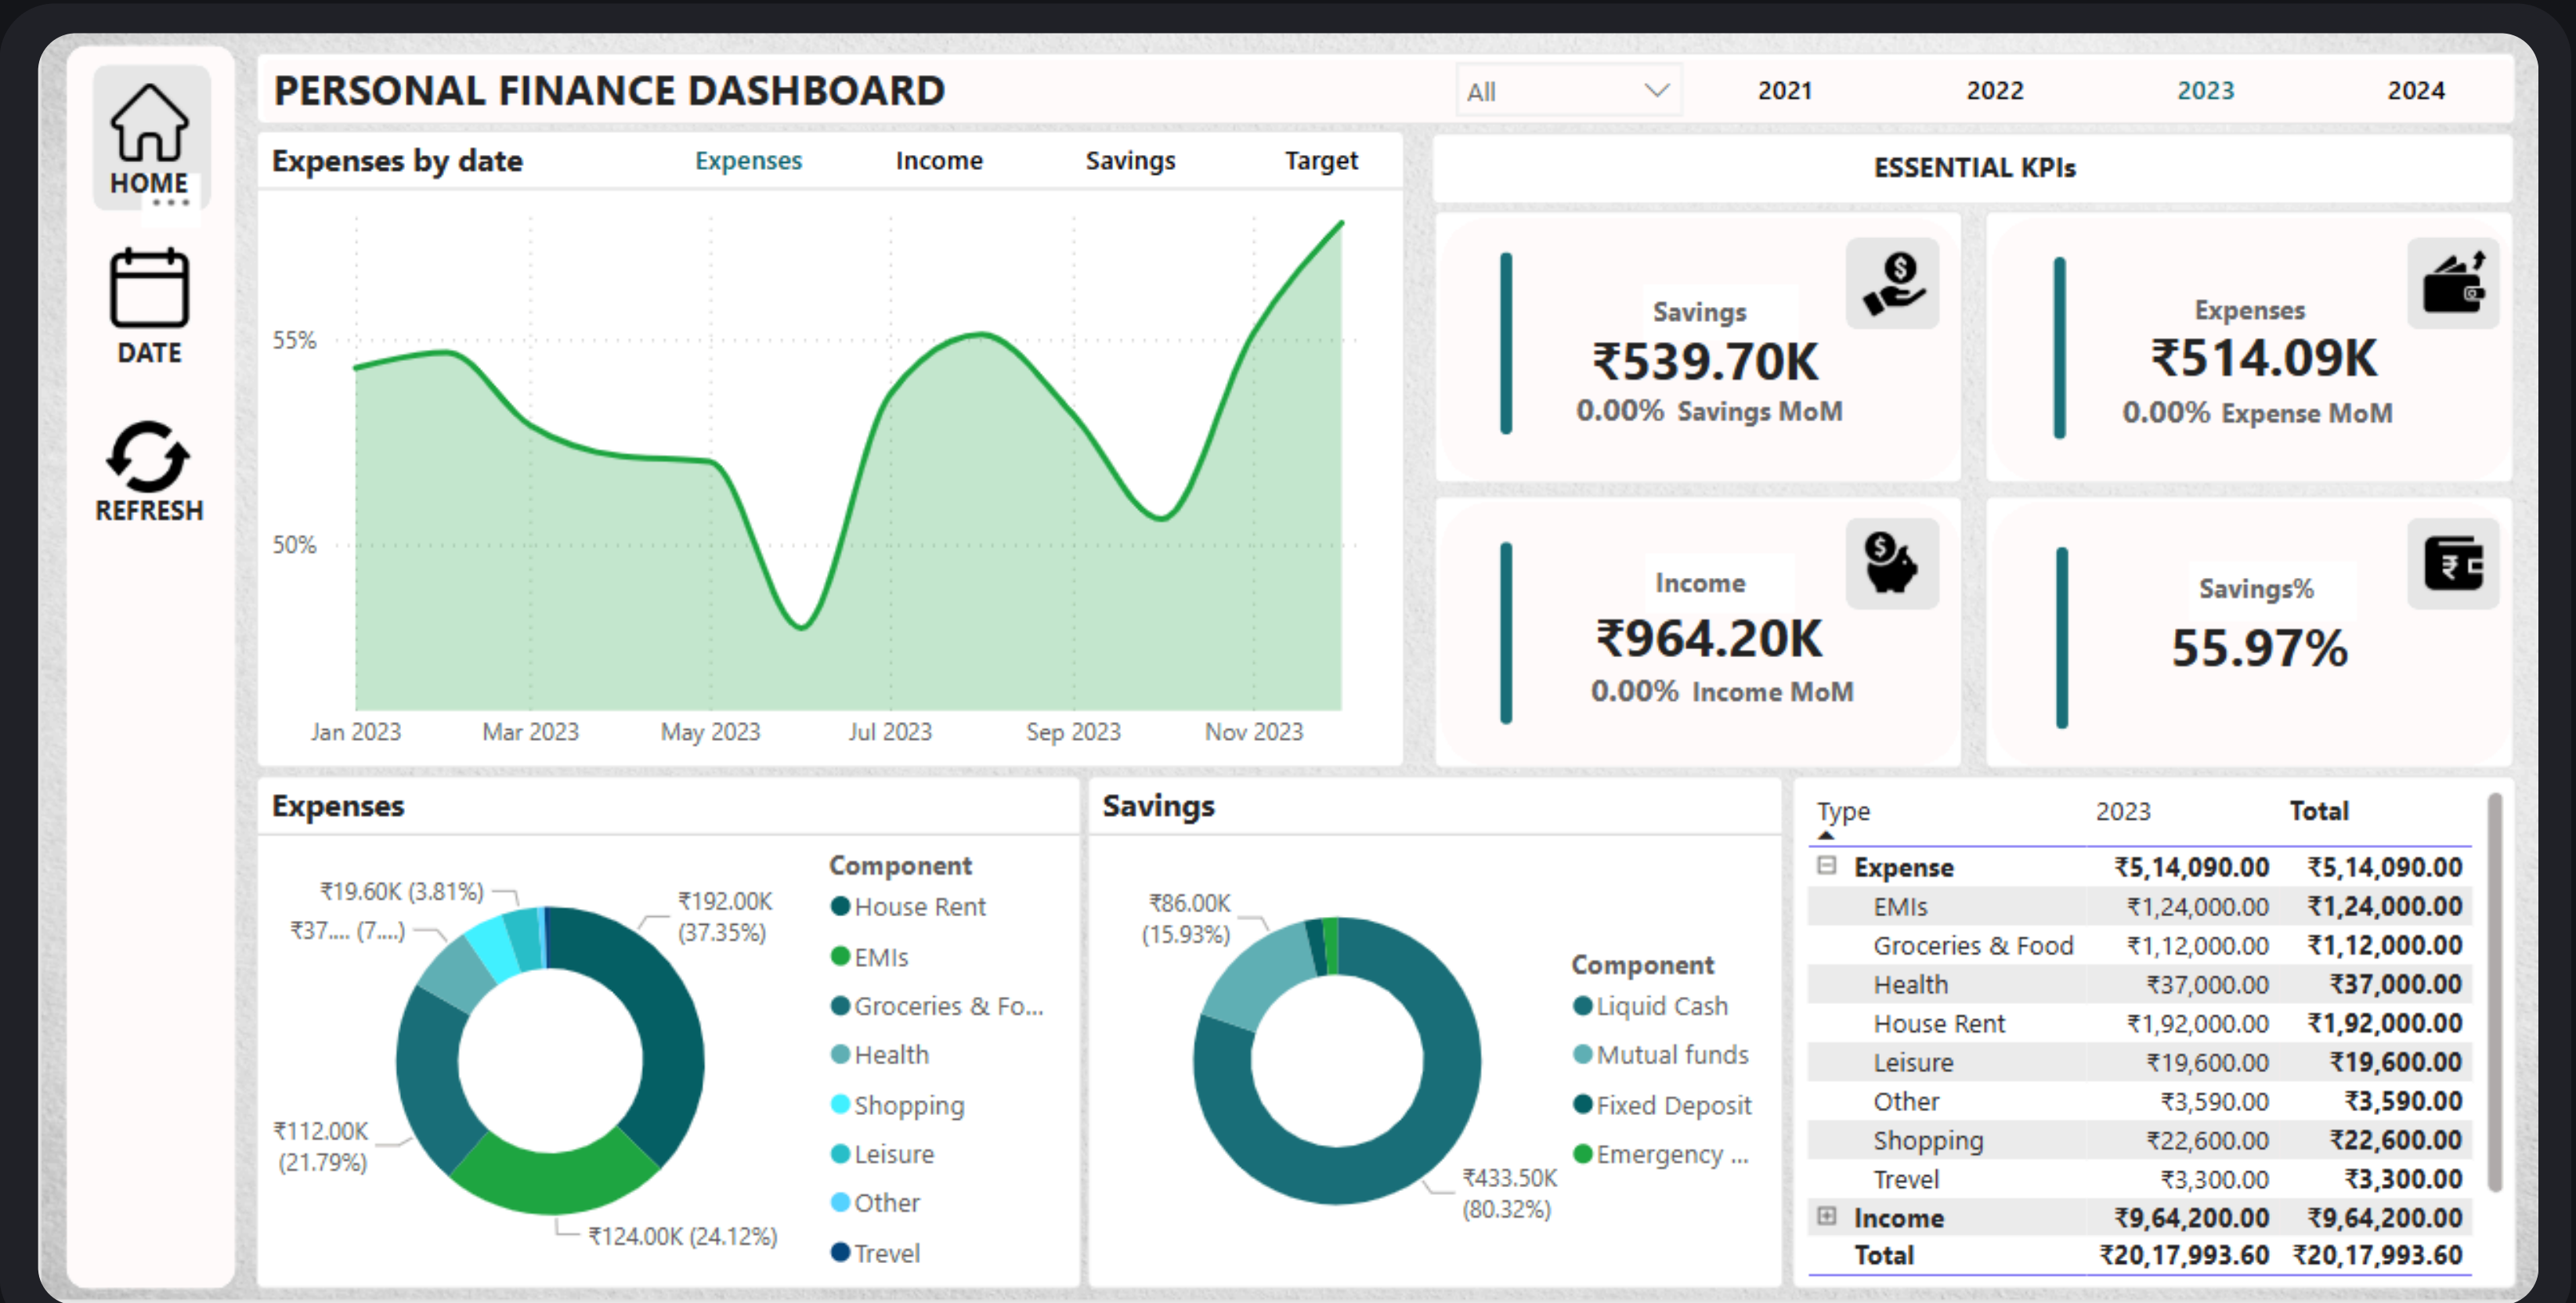 PERSONAL FINANCE DASHBOARD
All
2021
2022
2023
2024
HOME
DATE
REFRESH
Expenses by date
Expenses
Income
Savings
Target
55%
50%
Jan 2023
Mar 2023
May 2023
Jul 2023
Sep 2023
Nov 2023
ESSENTIAL KPIs
Savings
₹539.70K
0.00% Savings MoM
Expenses
₹514.09K
0.00% Expense MoM
Income
₹964.20K
0.00% Income MoM
Savings%
55.97%
Expenses
₹19.60K (3.81%)
₹37.... (7....)
₹192.00K
(37.35%)
₹112.00K
(21.79%)
₹124.00K (24.12%)
Component
House Rent
EMIs
Groceries & Fo...
Health
Shopping
Leisure
Other
Trevel
Savings
₹86.00K
(15.93%)
₹433.50K
(80.32%)
Component
Liquid Cash
Mutual funds
Fixed Deposit
Emergency ...
Type 2023 Total
Expense ₹5,14,090.00 ₹5,14,090.00
EMIs ₹1,24,000.00 ₹1,24,000.00
Groceries & Food ₹1,12,000.00 ₹1,12,000.00
Health ₹37,000.00 ₹37,000.00
House Rent ₹1,92,000.00 ₹1,92,000.00
Leisure ₹19,600.00 ₹19,600.00
Other ₹3,590.00 ₹3,590.00
Shopping ₹22,600.00 ₹22,600.00
Trevel ₹3,300.00 ₹3,300.00
Income ₹9,64,200.00 ₹9,64,200.00
Total ₹20,17,993.60 ₹20,17,993.60